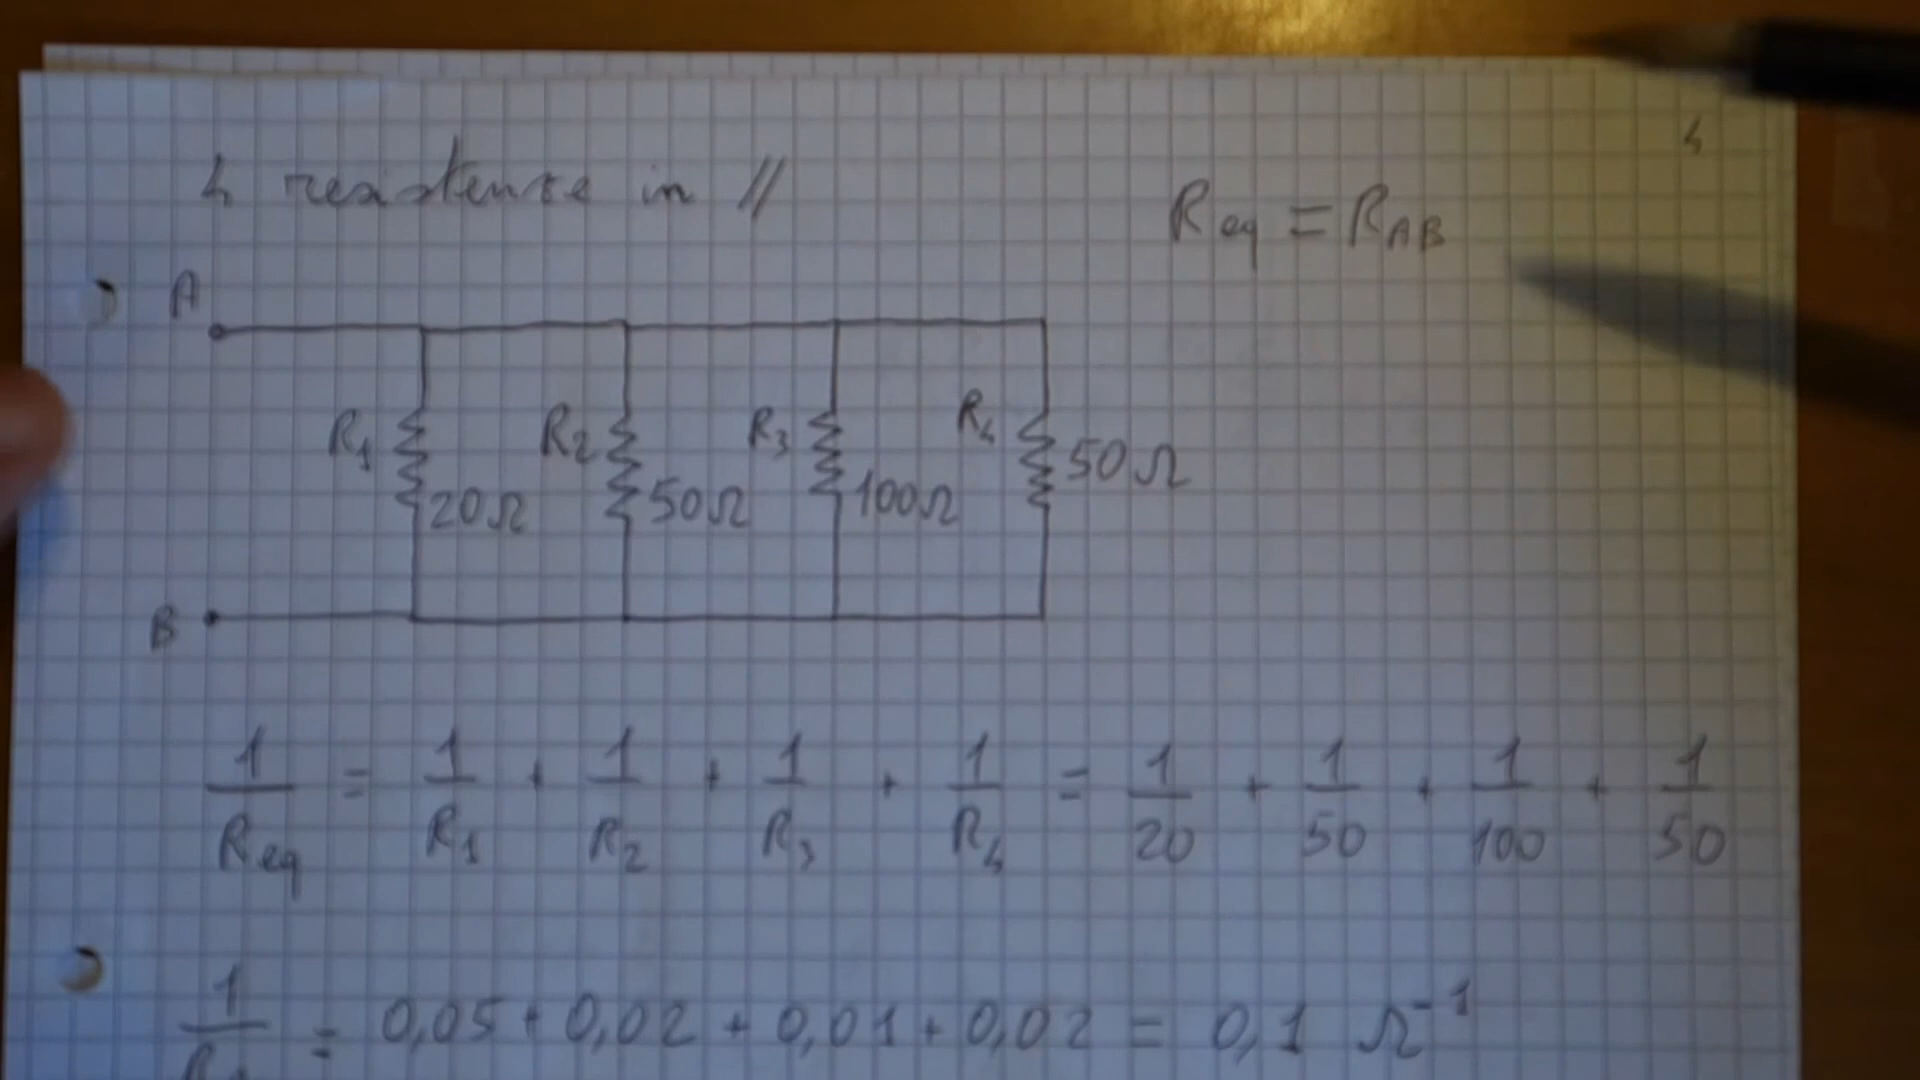 4
4 resistenze in //
Req = RAB
A
R1 20Ω R2 50Ω R3 100Ω R4 50Ω
B
1/Req = 1/R1 + 1/R2 + 1/R3 + 1/R4 = 1/20 + 1/50 + 1/100 + 1/50
1/R = 0,05 + 0,02 + 0,01 + 0,02 = 0,1 Ω⁻¹